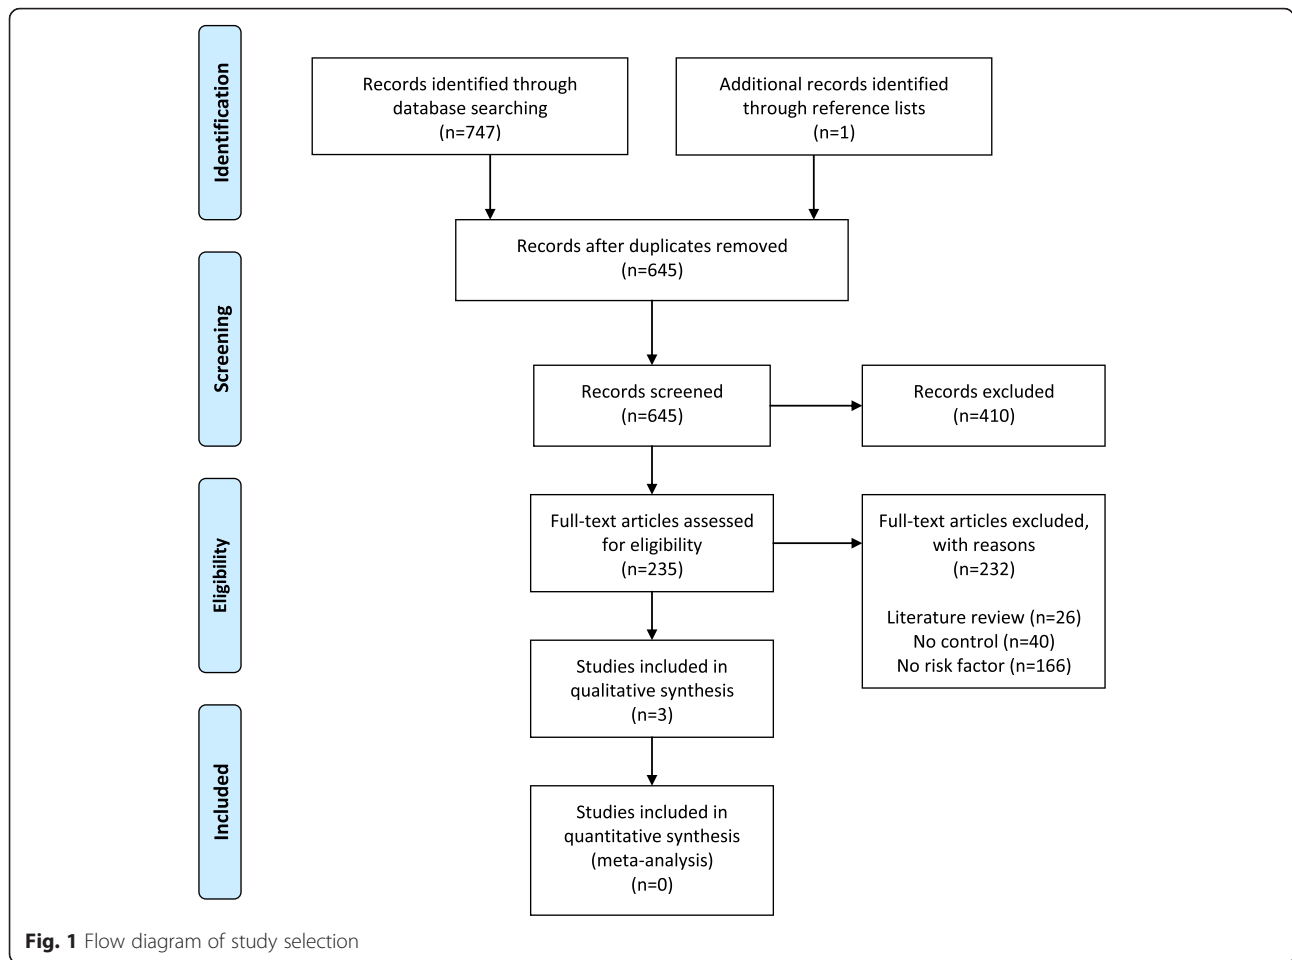 Identification
Records identified through
database searching
(n=747)
Additional records identified
through reference lists
(n=1)
Records after duplicates removed
(n=645)
Screening
Records screened
(n=645)
Records excluded
(n=410)
Eligibility
Full-text articles assessed
for eligibility
(n=235)
Full-text articles excluded,
with reasons
(n=232)
Literature review (n=26)
No control (n=40)
No risk factor (n=166)
Studies included in
qualitative synthesis
(n=3)
Included
Studies included in
quantitative synthesis
(meta-analysis)
(n=0)
Fig. 1 Flow diagram of study selection